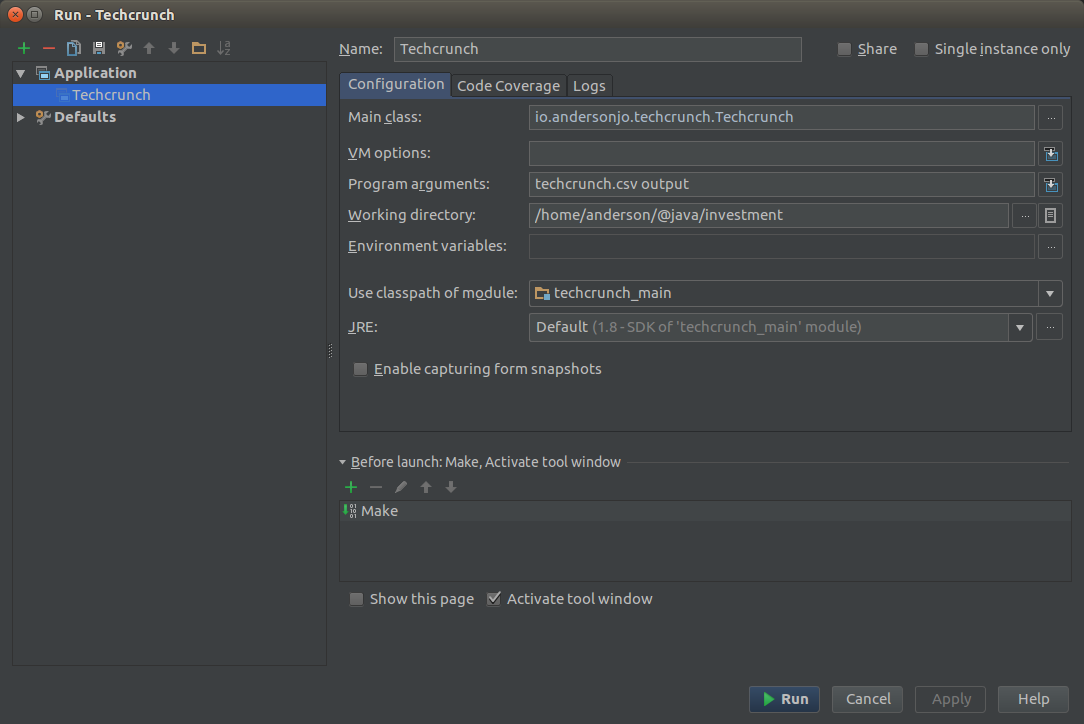 Run - Techcrunch
Name: Techcrunch Share Single instance only
Application
Techcrunch
Defaults
Configuration Code Coverage Logs
Main class: io.andersonjo.techcrunch.Techcrunch ...
VM options:
Program arguments: techcrunch.csv output
Working directory: /home/anderson/@java/investment ...
Environment variables: ...
Use classpath of module: techcrunch_main
JRE: Default (1.8 - SDK of 'techcrunch_main' module) ...
Enable capturing form snapshots
Before launch: Make, Activate tool window
Make
Show this page Activate tool window
Run Cancel Apply Help